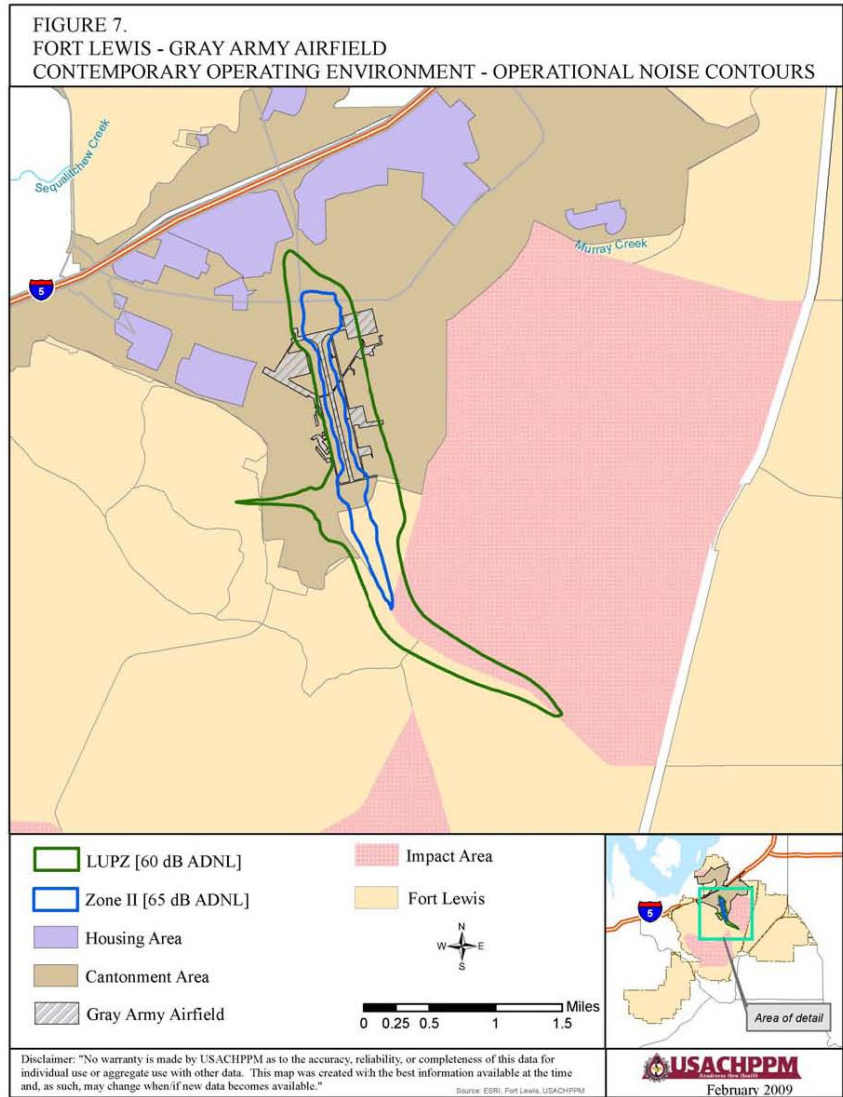 FIGURE 7.
FORT LEWIS - GRAY ARMY AIRFIELD
CONTEMPORARY OPERATING ENVIRONMENT - OPERATIONAL NOISE CONTOURS
Sequalitchew Creek
Murray Creek
5
LUPZ [60 dB ADNL]
Zone II [65 dB ADNL]
Housing Area
Cantonment Area
Gray Army Airfield
Impact Area
Fort Lewis
N
W E
S
Miles
0 0.25 0.5 1 1.5
5
Area of detail
Disclaimer: "No warranty is made by USACHPPM as to the accuracy, reliability, or completeness of this data for
individual use or aggregate use with other data. This map was created with the best information available at the time
and, as such, may change when/if new data becomes available."
Source: ESRI, Fort Lewis, USACHPPM
USACHPPM
Readiness thru Health
February 2009